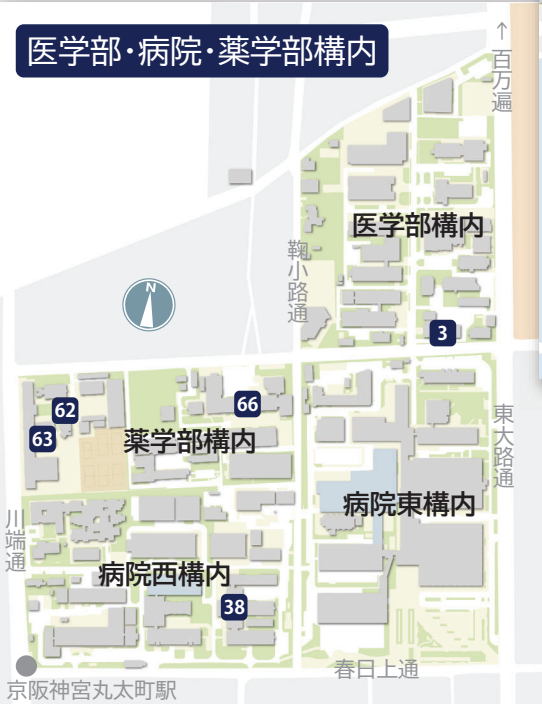 医学部・病院・薬学部構内
↑百万遍
医学部構内
鞠小路通
N
3
62
66
63
薬学部構内
東大路通
病院東構内
川端通
病院西構内
38
春日上通
京阪神宮丸太町駅